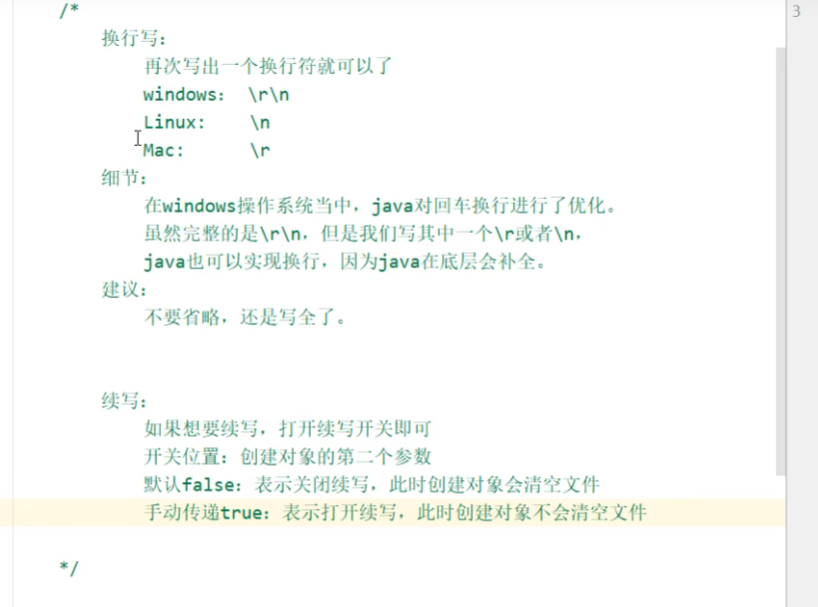 3
/*
换行写:
再次写出一个换行符就可以了
windows: \r\n
Linux: \n
Mac: \r
细节:
在windows操作系统当中，java对回车换行进行了优化。
虽然完整的是\r\n，但是我们写其中一个\r或者\n，
java也可以实现换行，因为java在底层会补全。
建议:
不要省略，还是写全了。
续写:
如果想要续写，打开续写开关即可
开关位置：创建对象的第二个参数
默认false：表示关闭续写，此时创建对象会清空文件
手动传递true：表示打开续写，此时创建对象不会清空文件
*/